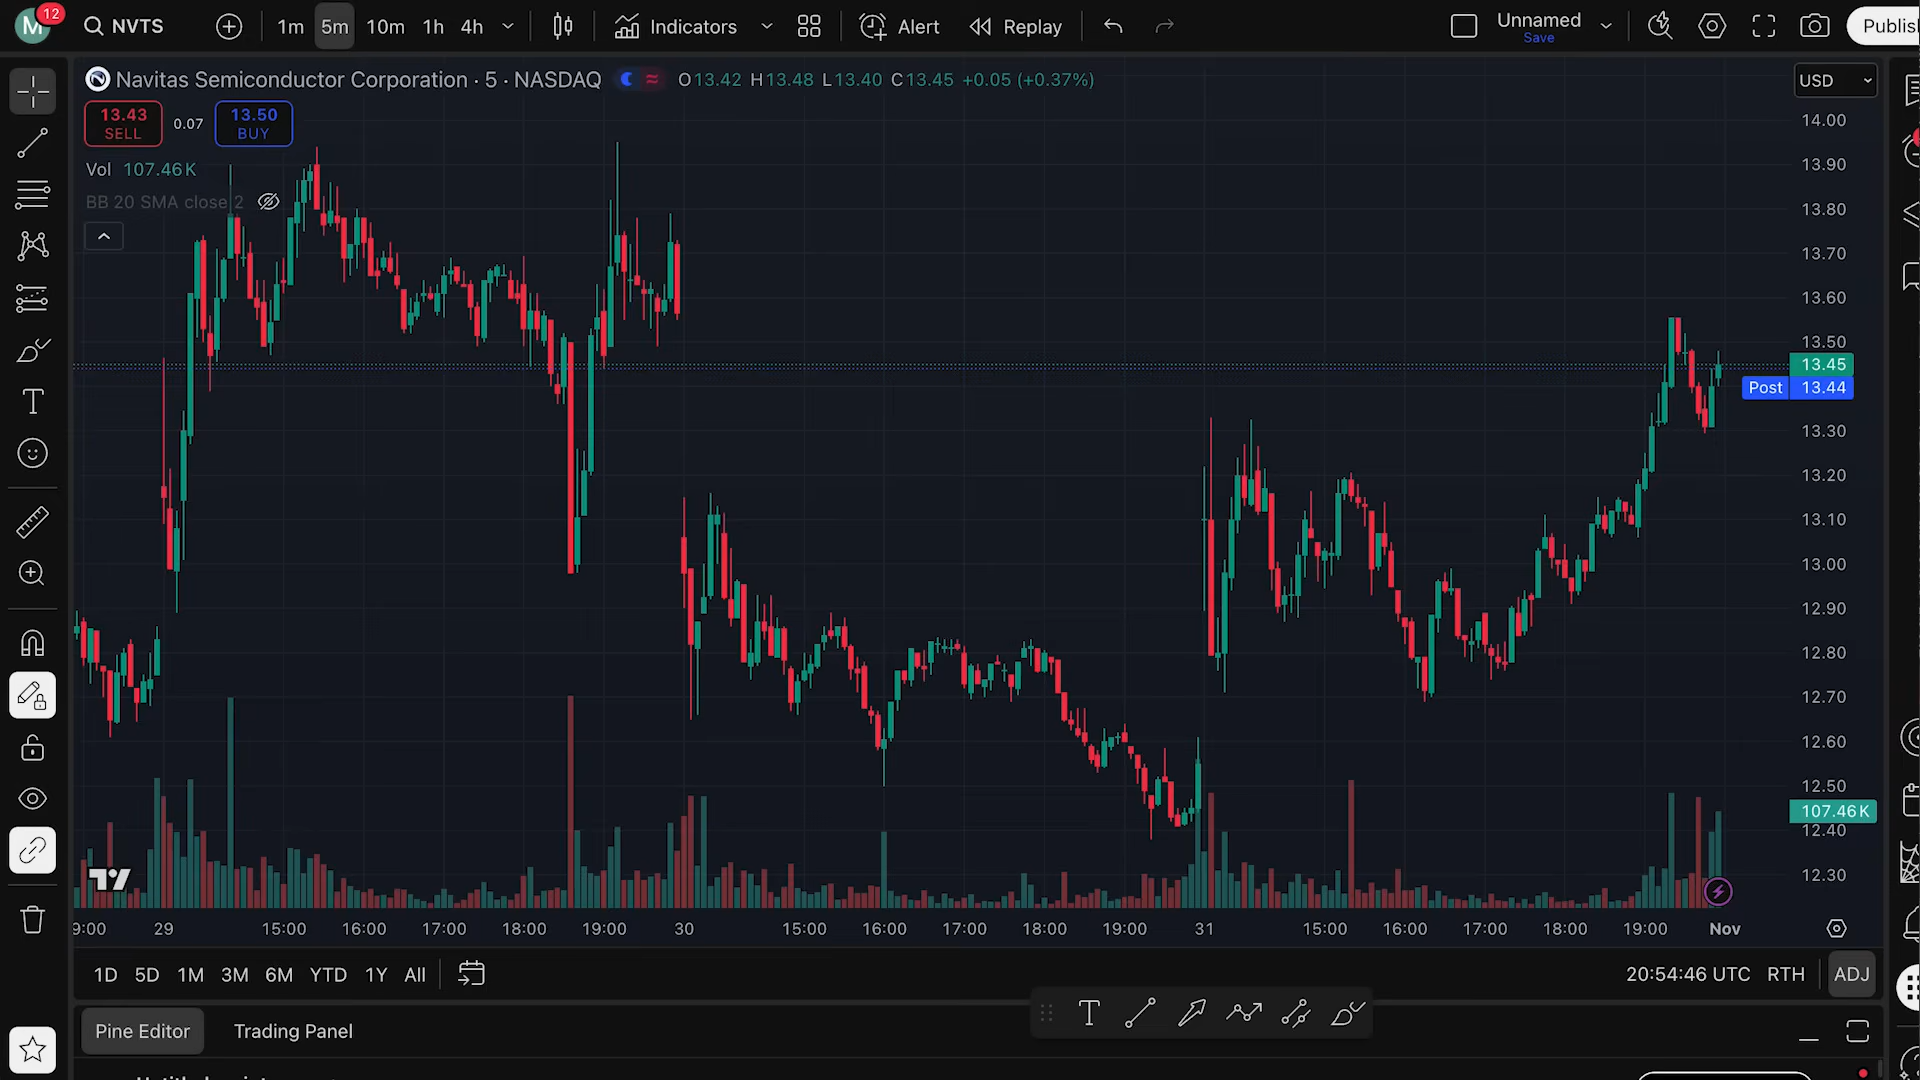 M 12 NVTS 1m 5m 10m 1h 4h Indicators Alert Replay Unnamed Publis
Save
Navitas Semiconductor Corporation · 5 · NASDAQ O13.42 H13.48 L13.40 C13.45 +0.05 (+0.37%) USD
13.43 0.07 13.50
SELL BUY
Vol 107.46K
BB 20 SMA close 2
14.00
13.90
13.80
13.70
13.60
13.50
13.45
Post 13.44
13.30
13.20
13.10
13.00
12.90
12.80
12.70
12.60
12.50
107.46K
12.40
12.30
9:00 29 15:00 16:00 17:00 18:00 19:00 30 15:00 16:00 17:00 18:00 19:00 31 15:00 16:00 17:00 18:00 19:00 Nov
1D 5D 1M 3M 6M YTD 1Y All 20:54:46 UTC RTH ADJ
Pine Editor Trading Panel